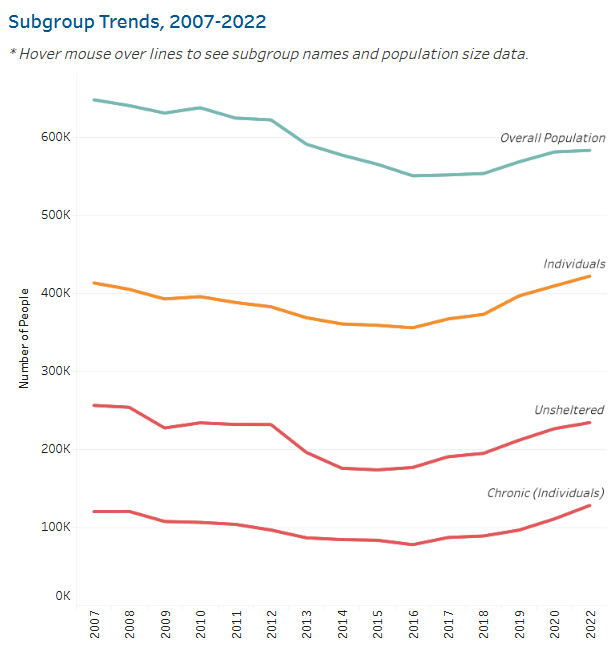 Subgroup Trends, 2007-2022
* Hover mouse over lines to see subgroup names and population size data.
Number of People
600K
500K
400K
300K
200K
100K
0K
Overall Population
Individuals
Unsheltered
Chronic (Individuals)
2007
2008
2009
2010
2011
2012
2013
2014
2015
2016
2017
2018
2019
2020
2022